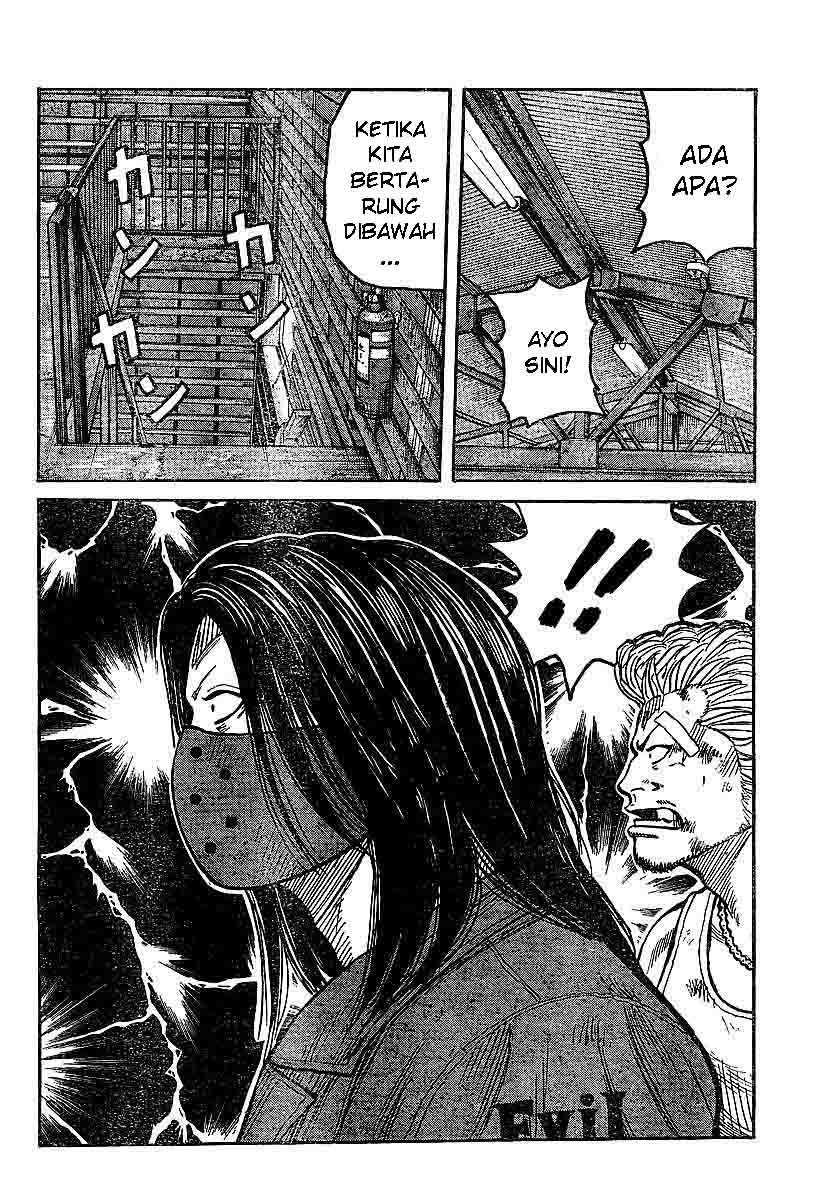 ADA
APA?
AYO
SINI!
KETIKA
KITA
BERTA-
RUNG
DIBAWAH
...
カンカン
カン
!!
Evil